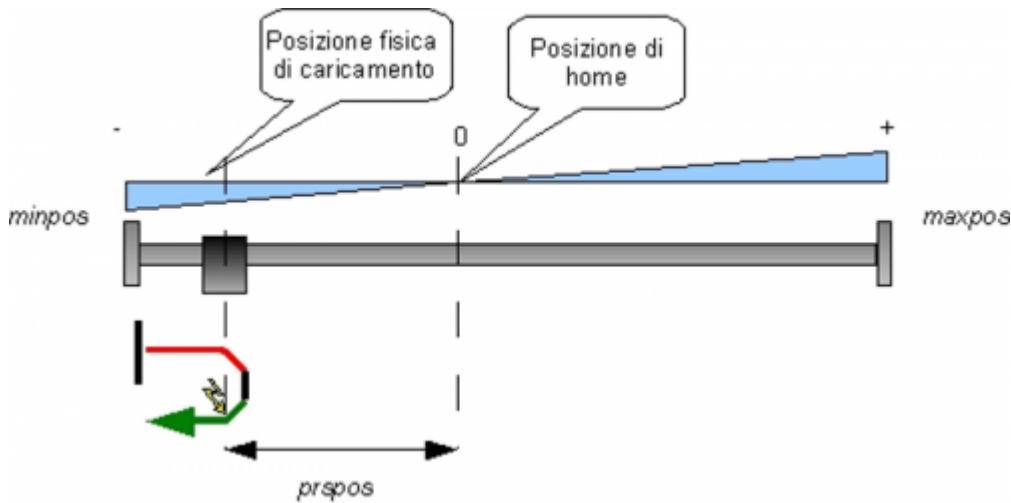 Posizione fisica
di caricamento
Posizione di
home
-
0
+
minpos
maxpos
prspos